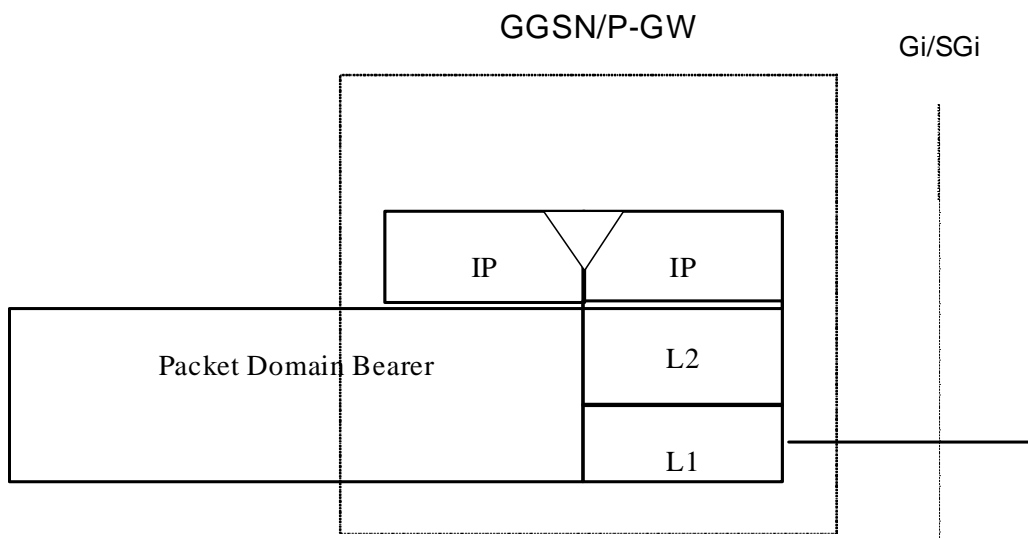 GGSN/P-GW
Gi/SGi
IP
IP
Packet Domain Bearer
L2
L1